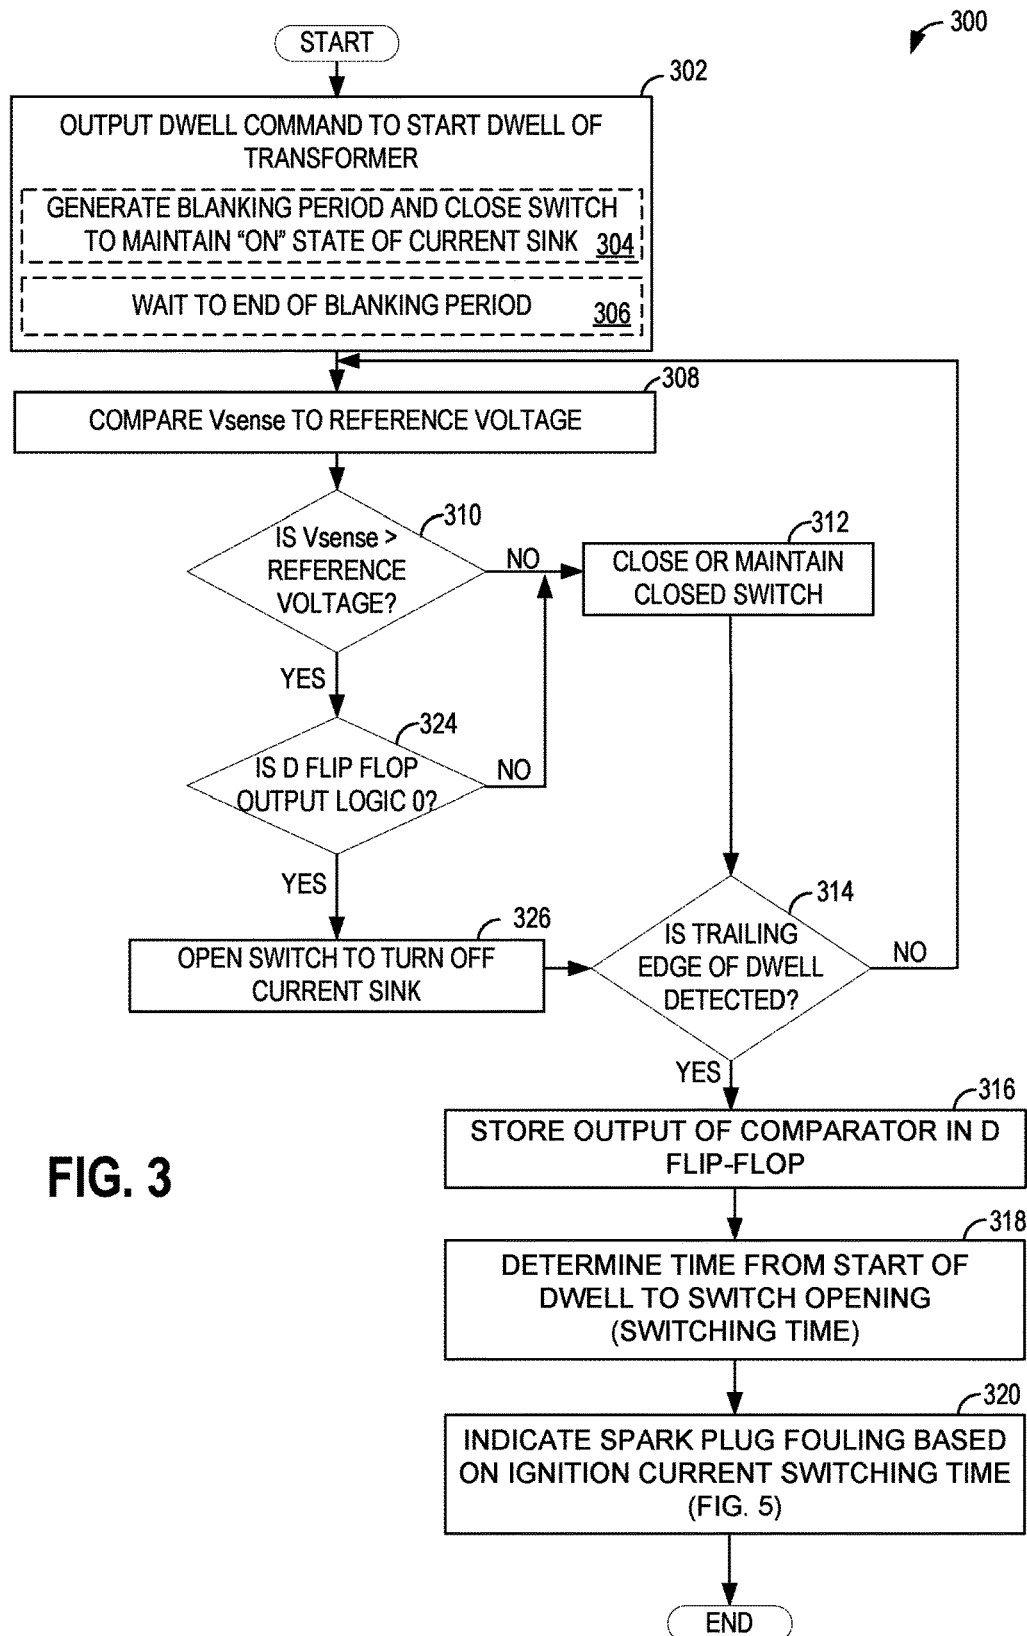 300
START
302
OUTPUT DWELL COMMAND TO START DWELL OF
TRANSFORMER
GENERATE BLANKING PERIOD AND CLOSE SWITCH
TO MAINTAIN “ON” STATE OF CURRENT SINK 304
WAIT TO END OF BLANKING PERIOD 306
308
COMPARE Vsense TO REFERENCE VOLTAGE
310
IS Vsense >
REFERENCE
VOLTAGE?
NO
YES
312
CLOSE OR MAINTAIN
CLOSED SWITCH
324
IS D FLIP FLOP
OUTPUT LOGIC 0?
NO
YES
326
OPEN SWITCH TO TURN OFF
CURRENT SINK
314
IS TRAILING
EDGE OF DWELL
DETECTED?
NO
YES
316
STORE OUTPUT OF COMPARATOR IN D
FLIP-FLOP
FIG. 3
318
DETERMINE TIME FROM START OF
DWELL TO SWITCH OPENING
(SWITCHING TIME)
320
INDICATE SPARK PLUG FOULING BASED
ON IGNITION CURRENT SWITCHING TIME
(FIG. 5)
END